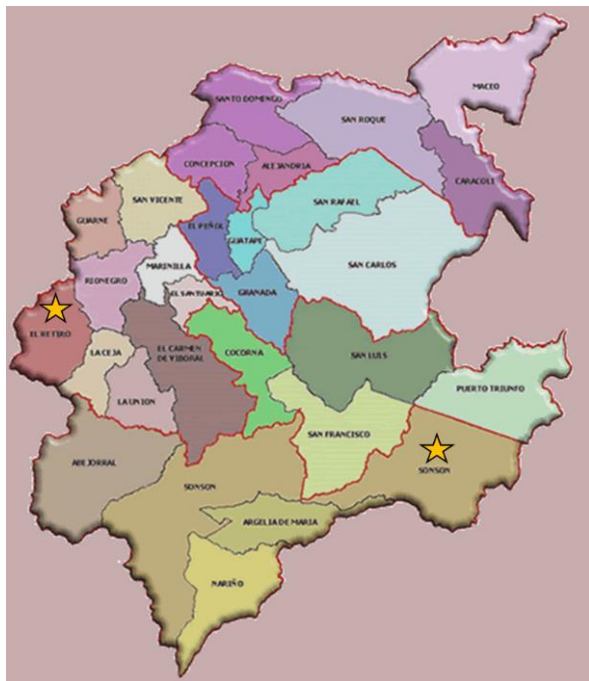 MACEO
SANTO DOMINGO
SAN ROQUE
CONCEPCION
ALEJANDRIA
CARACOLI
SAN VICENTE
SAN RAFAEL
GUARNE
EL PEÑOL
GUATAPE
MARINILLA
SAN CARLOS
RIONEGRO
EL SANTUARIO
GRANADA
EL RETIRO
LA CEJA
EL CARMEN
DE VIBORAL
COCORNA
SAN LUIS
PUERTO TRIUNFO
LA UNION
SAN FRANCISCO
ABEJORRAL
SONSON
SONSON
ARGELIA DE MARIA
NARIÑO